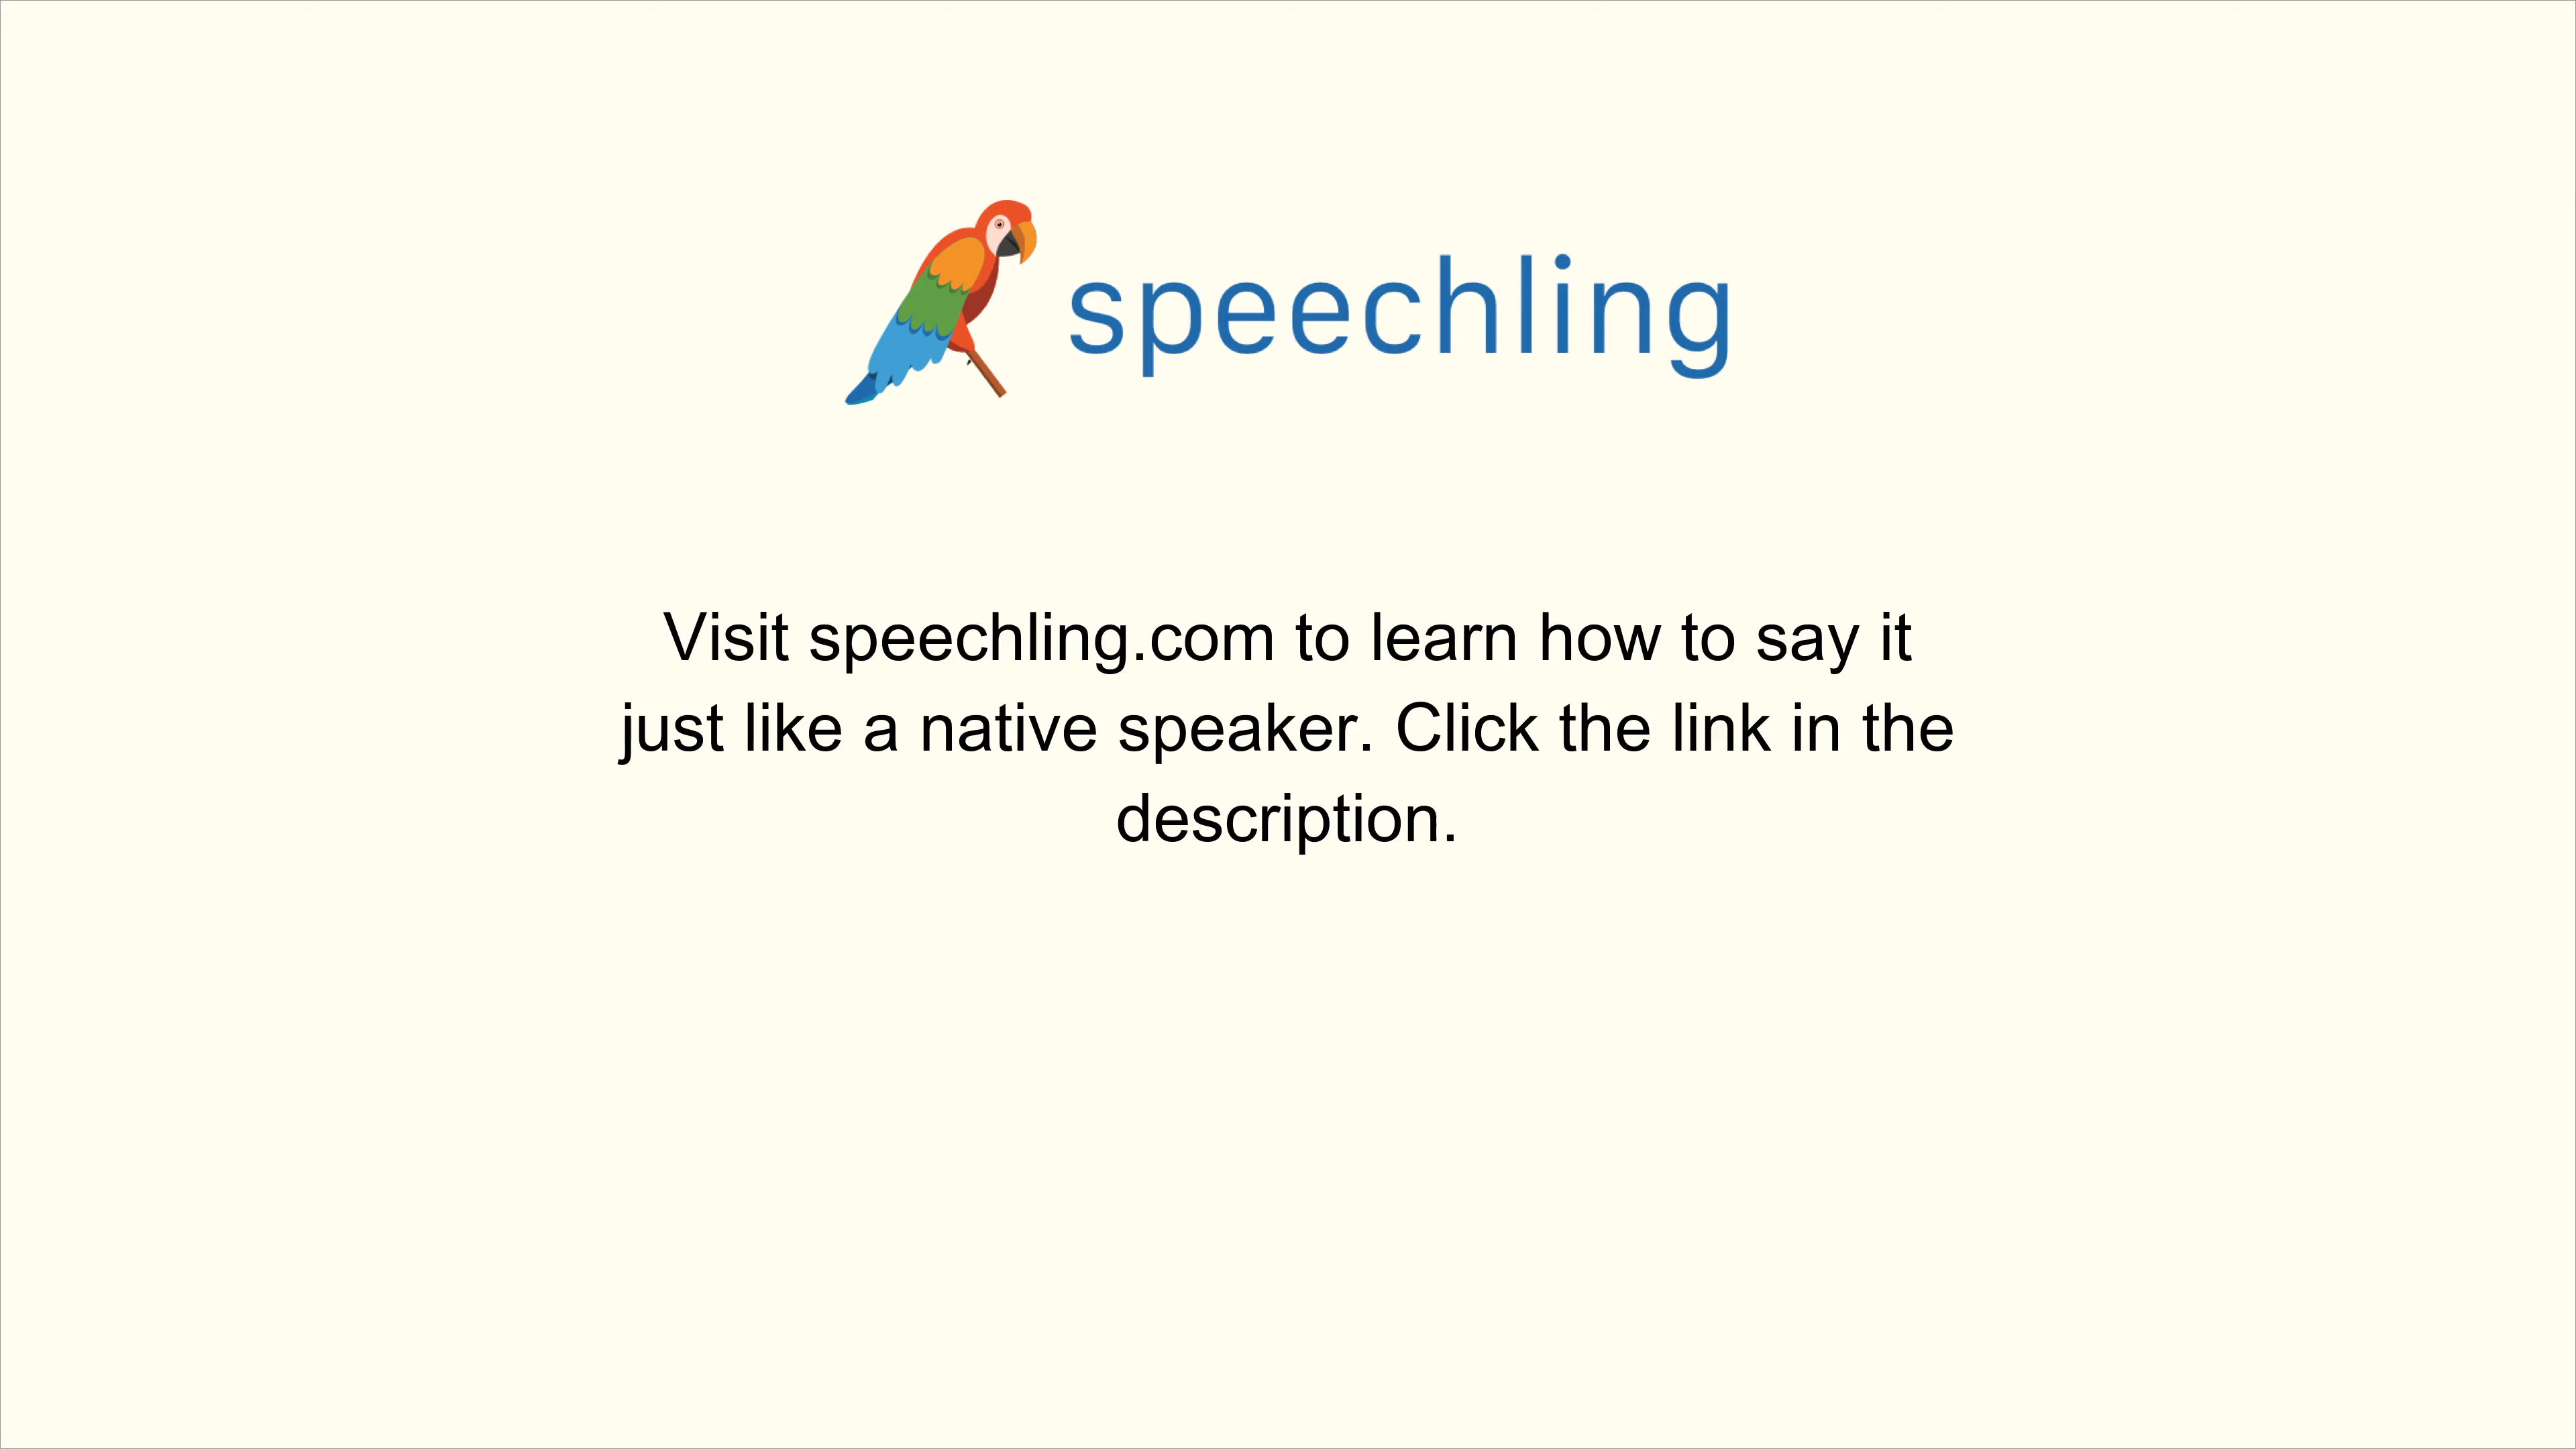 speechling
Visit speechling.com to learn how to say it
just like a native speaker. Click the link in the
description.